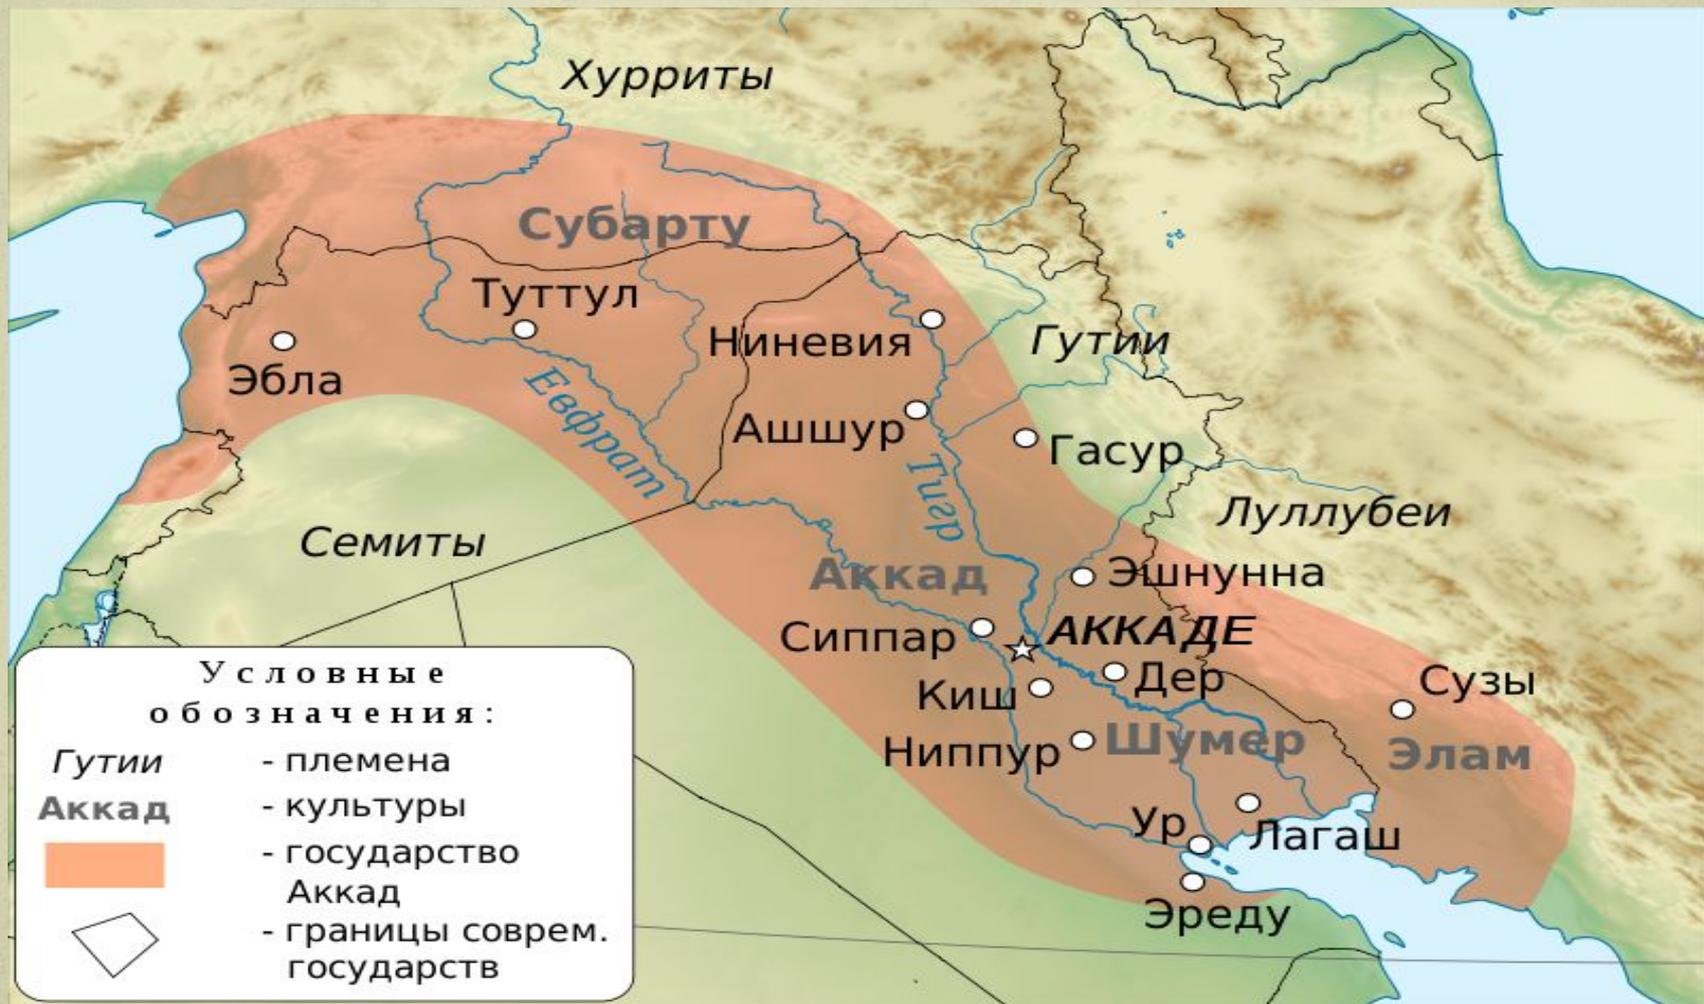 Хурриты
Субарту
Туттул
Ниневия
Гутии
Эбла
Евфрат
Ашшур
Гасур
Тигр
Луллубеи
Семиты
Аккад
Эшнунна
Сиппар
АККАДЕ
Дер
Сузы
Киш
Ниппур
Шумер
Элам
Ур
Лагаш
Эреду
Условные
обозначения:
Гутии - племена
Аккад - культуры
- государство
Аккад
- границы соврем.
государств